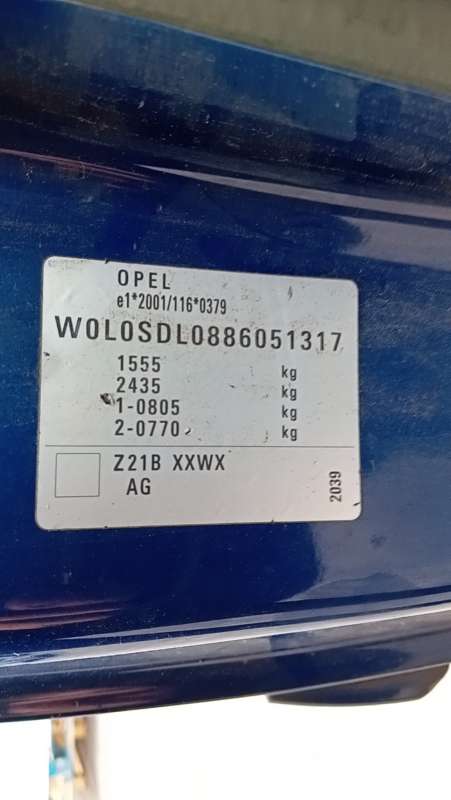 OPEL
e1*2001/116*0379
W0L0SDL0886051317
1555 kg
2435 kg
1-0805 kg
2-0770 kg
Z21B XXWX
AG
2039